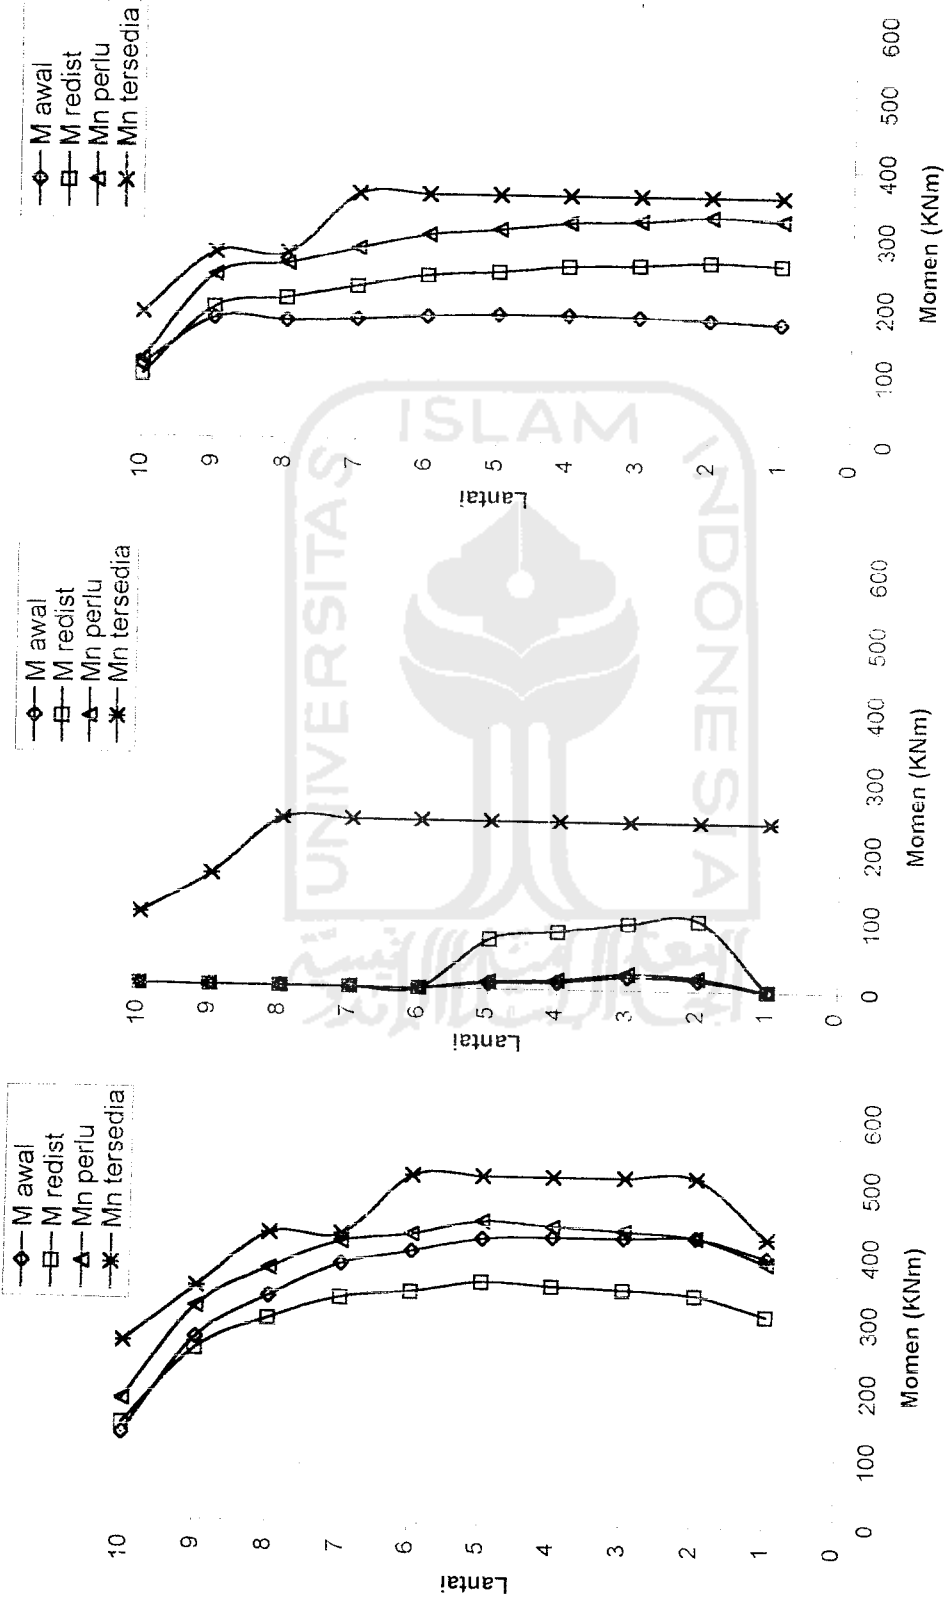 M awal
M redist
Mn perlu
Mn tersedia
Lantai
10
9
8
7
6
5
4
3
2
1
0
0 100 200 300 400 500 600
Momen (KNm)
M awal
M redist
Mn perlu
Mn tersedia
Lantai
10
9
8
7
6
5
4
3
2
1
0
0 100 200 300 400 500 600
Momen (KNm)
M awal
M redist
Mn perlu
Mn tersedia
Lantai
10
9
8
7
6
5
4
3
2
1
0
0 100 200 300 400 500 600
Momen (KNm)
UNIVERSITAS
ISLAM
INDONESIA